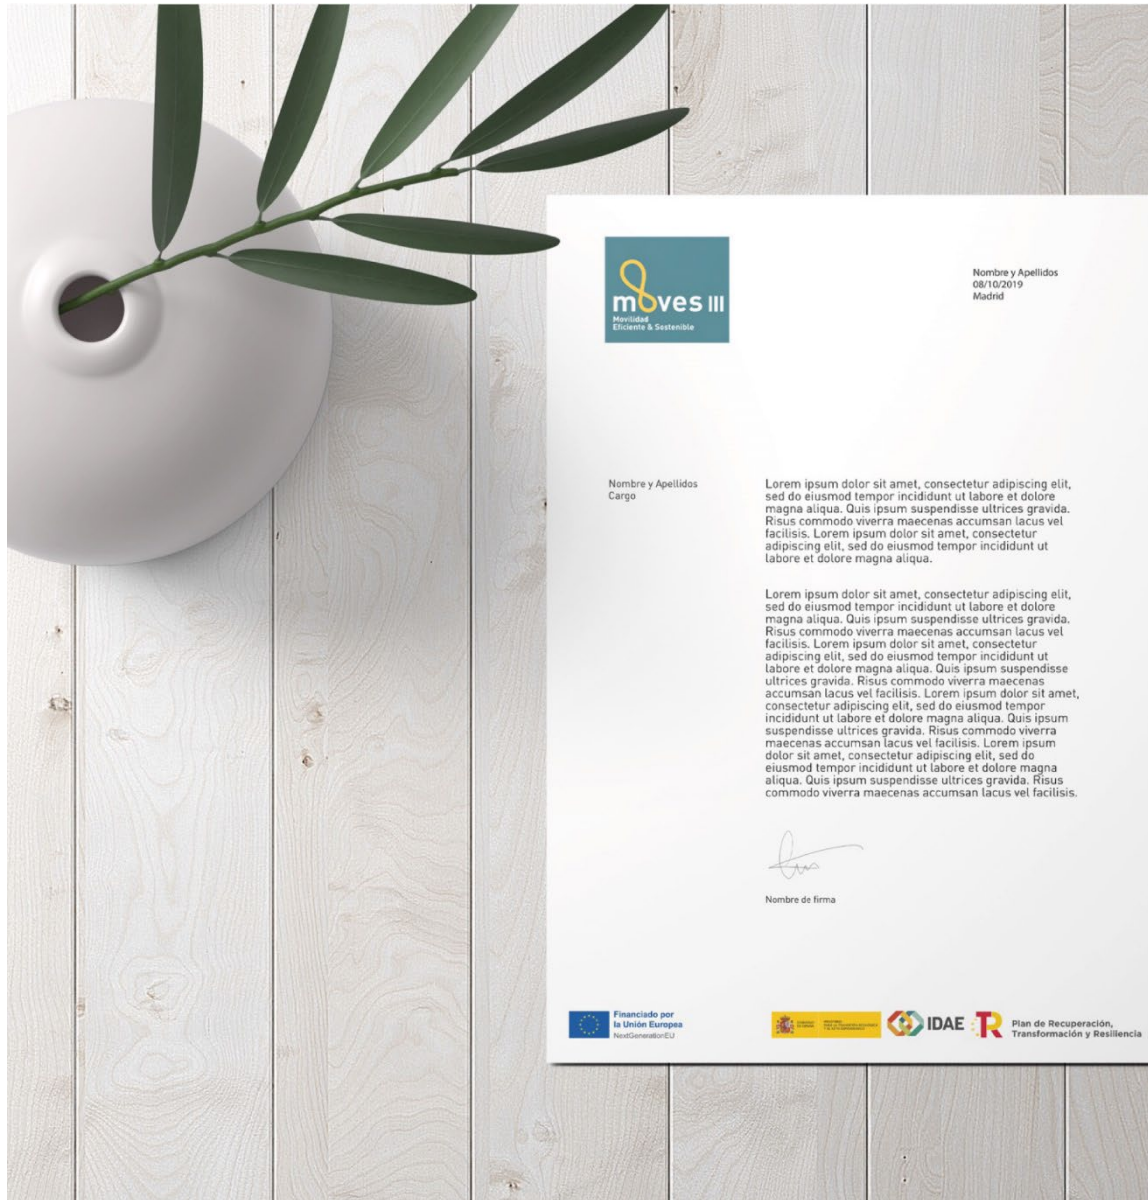 moves III
Movilidad
Eficiente & Sostenible
Nombre y Apellidos
08/10/2019
Madrid
Nombre y Apellidos
Cargo
Lorem ipsum dolor sit amet, consectetur adipiscing elit,
sed do eiusmod tempor incididunt ut labore et dolore
magna aliqua. Quis ipsum suspendisse ultrices gravida.
Risus commodo viverra maecenas accumsan lacus vel
facilisis. Lorem ipsum dolor sit amet, consectetur
adipiscing elit, sed do eiusmod tempor incididunt ut
labore et dolore magna aliqua.
Lorem ipsum dolor sit amet, consectetur adipiscing elit,
sed do eiusmod tempor incididunt ut labore et dolore
magna aliqua. Quis ipsum suspendisse ultrices gravida.
Risus commodo viverra maecenas accumsan lacus vel
facilisis. Lorem ipsum dolor sit amet, consectetur
adipiscing elit, sed do eiusmod tempor incididunt ut
labore et dolore magna aliqua. Quis ipsum suspendisse
ultrices gravida. Risus commodo viverra maecenas
accumsan lacus vel facilisis. Lorem ipsum dolor sit amet,
consectetur adipiscing elit, sed do eiusmod tempor
incididunt ut labore et dolore magna aliqua. Quis ipsum
suspendisse ultrices gravida. Risus commodo viverra
maecenas accumsan lacus vel facilisis. Lorem ipsum
dolor sit amet, consectetur adipiscing elit, sed do
eiusmod tempor incididunt ut labore et dolore magna
aliqua. Quis ipsum suspendisse ultrices gravida. Risus
commodo viverra maecenas accumsan lacus vel facilisis.
Nombre de firma
Financiado por
la Unión Europea
NextGenerationEU
IDAE
TR
Plan de Recuperación,
Transformación y Resiliencia